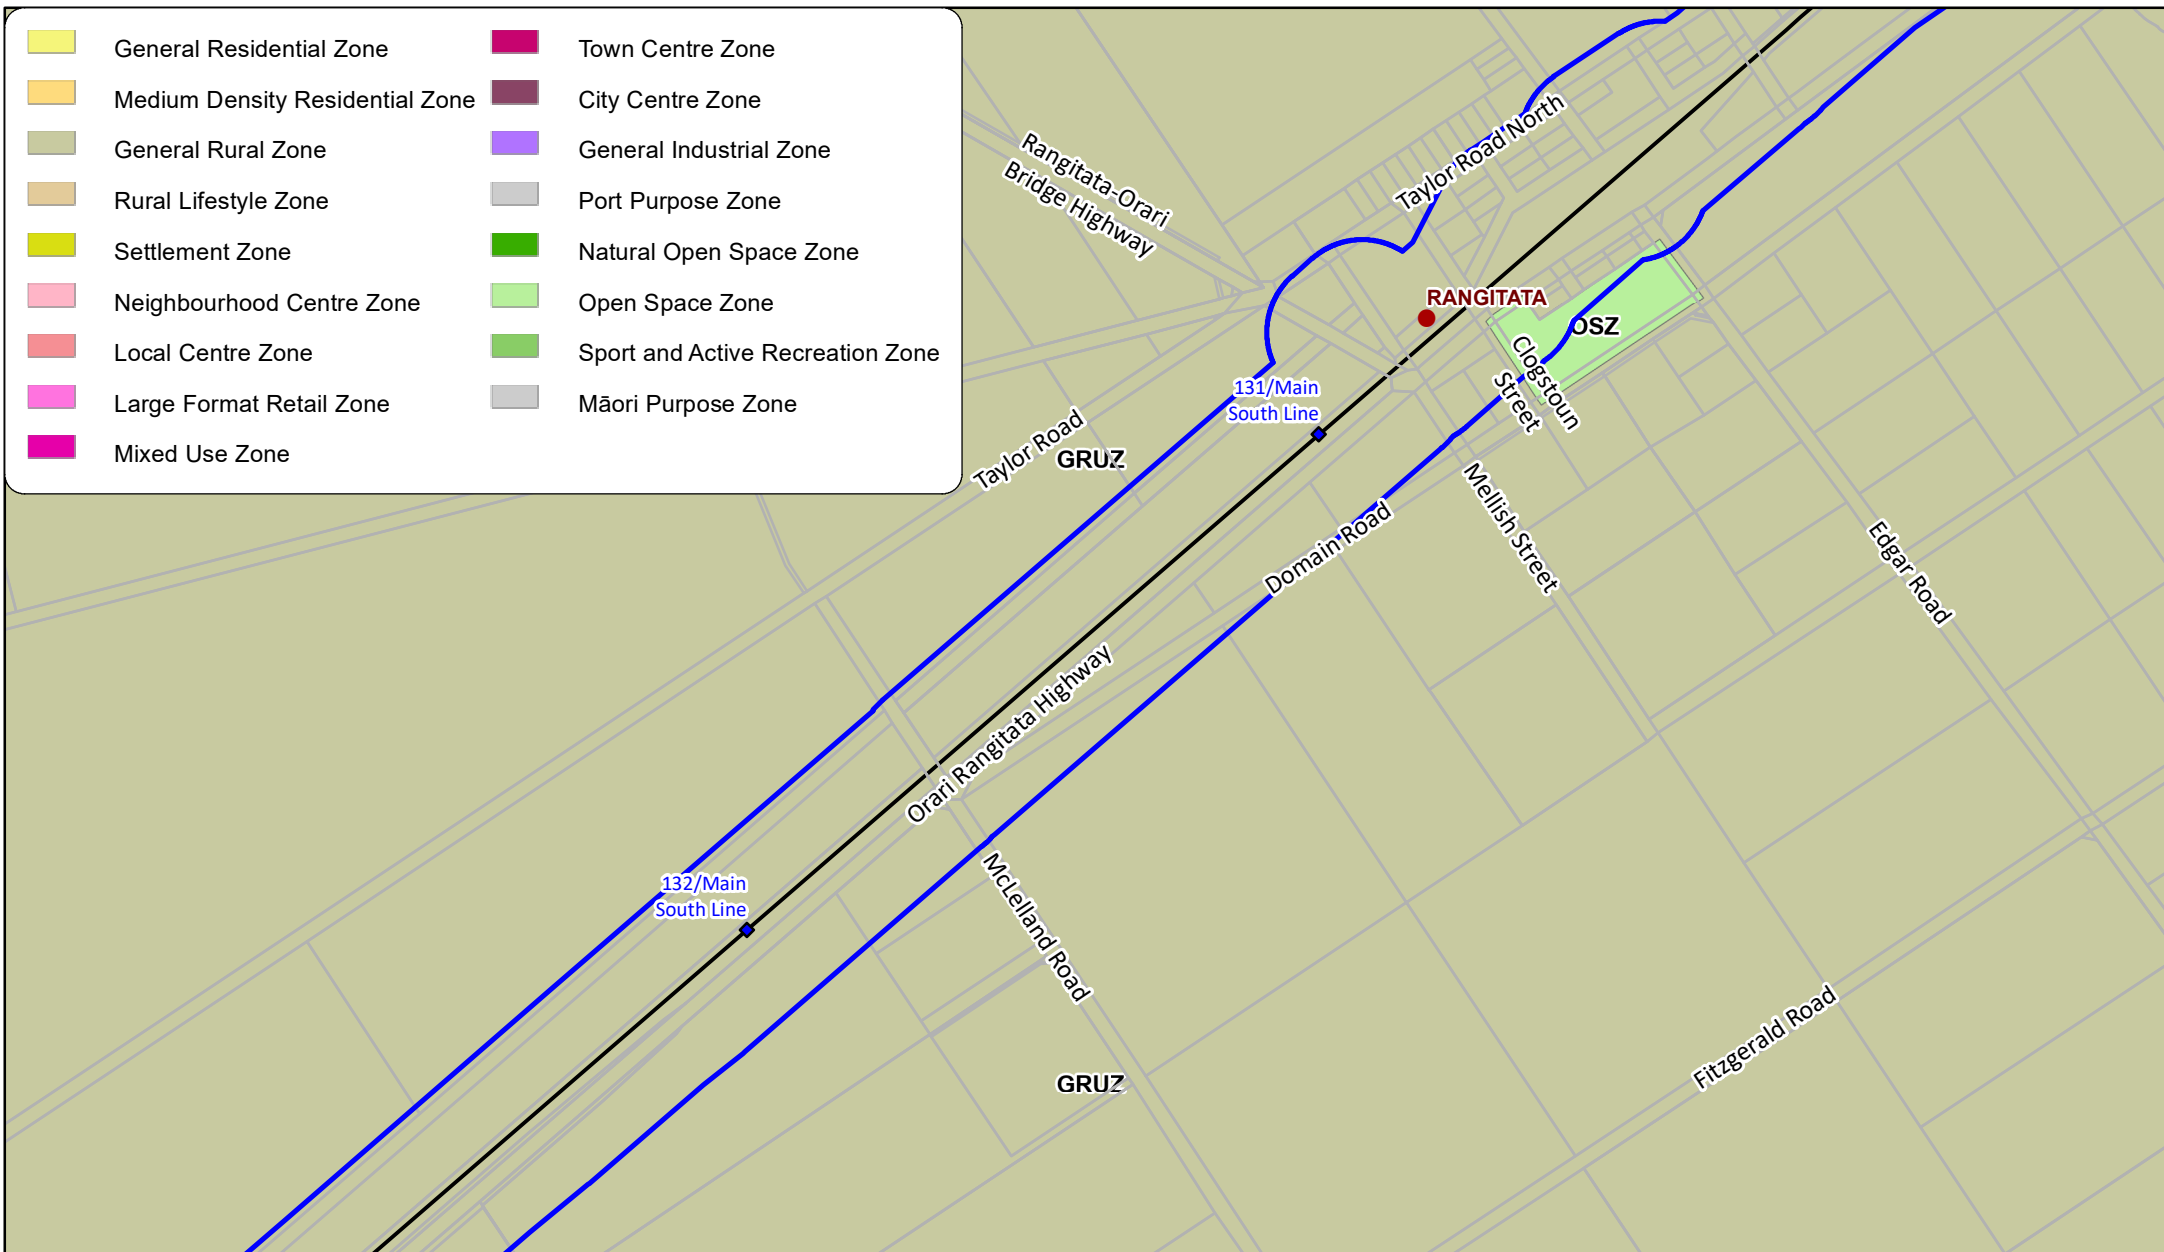 General Residential Zone
Medium Density Residential Zone
General Rural Zone
Rural Lifestyle Zone
Settlement Zone
Neighbourhood Centre Zone
Local Centre Zone
Large Format Retail Zone
Mixed Use Zone
Town Centre Zone
City Centre Zone
General Industrial Zone
Port Purpose Zone
Natural Open Space Zone
Open Space Zone
Sport and Active Recreation Zone
Māori Purpose Zone
Rangitata-Orari
Bridge Highway
Taylor Road North
RANGITATA
OSZ
Clogstoun
Street
131/Main
South Line
Taylor Road
GRUZ
Mellish Street
Domain Road
Edgar Road
Orari Rangitata Highway
132/Main
South Line
McLelland Road
Fitzgerald Road
GRUZ